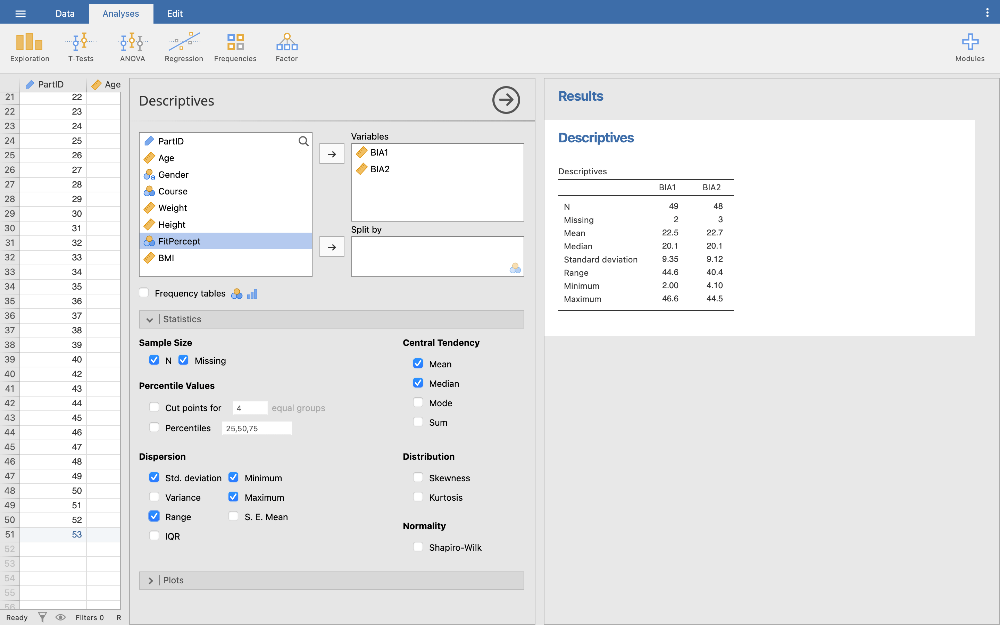 Data Analyses Edit
Exploration T-Tests ANOVA Regression Frequencies Factor Modules
PartID Age
21 22
22 23
23 24
24 25
25 26
26 27
27 28
28 29
29 30
30 31
31 32
32 33
33 34
34 35
35 36
36 37
37 38
38 39
39 40
40 42
41 43
42 44
43 45
44 46
45 47
46 48
47 49
48 50
49 51
50 52
51 53
52
53
54
55
56
Ready Filters 0 R
Descriptives
PartID
Age
a Gender
Course
Weight
Height
FitPercept
BMI
Variables
BIA1
BIA2
Split by
Frequency tables
Statistics
Sample Size
N Missing
Percentile Values
Cut points for 4 equal groups
Percentiles 25,50,75
Dispersion
Std. deviation Minimum
Variance Maximum
Range S. E. Mean
IQR
Central Tendency
Mean
Median
Mode
Sum
Distribution
Skewness
Kurtosis
Normality
Shapiro-Wilk
Plots
Results
Descriptives
Descriptives
BIA1 BIA2
N 49 48
Missing 2 3
Mean 22.5 22.7
Median 20.1 20.1
Standard deviation 9.35 9.12
Range 44.6 40.4
Minimum 2.00 4.10
Maximum 46.6 44.5